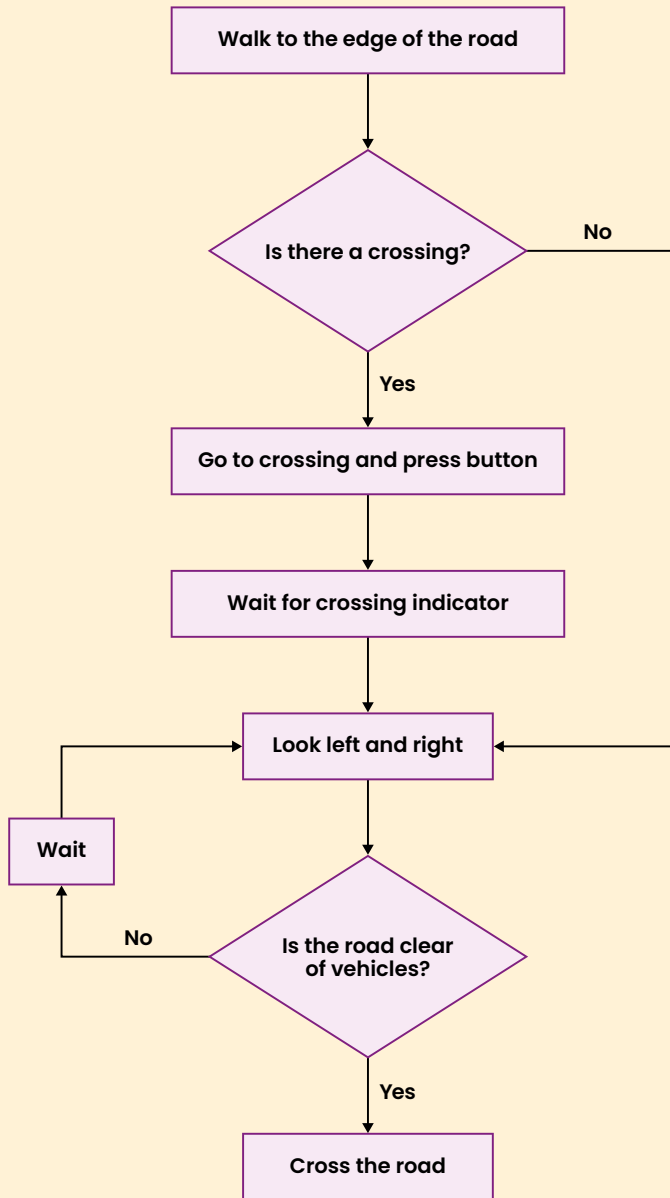 Walk to the edge of the road
Is there a crossing?
No
Yes
Go to crossing and press button
Wait for crossing indicator
Look left and right
Wait
No
Is the road clear
of vehicles?
Yes
Cross the road